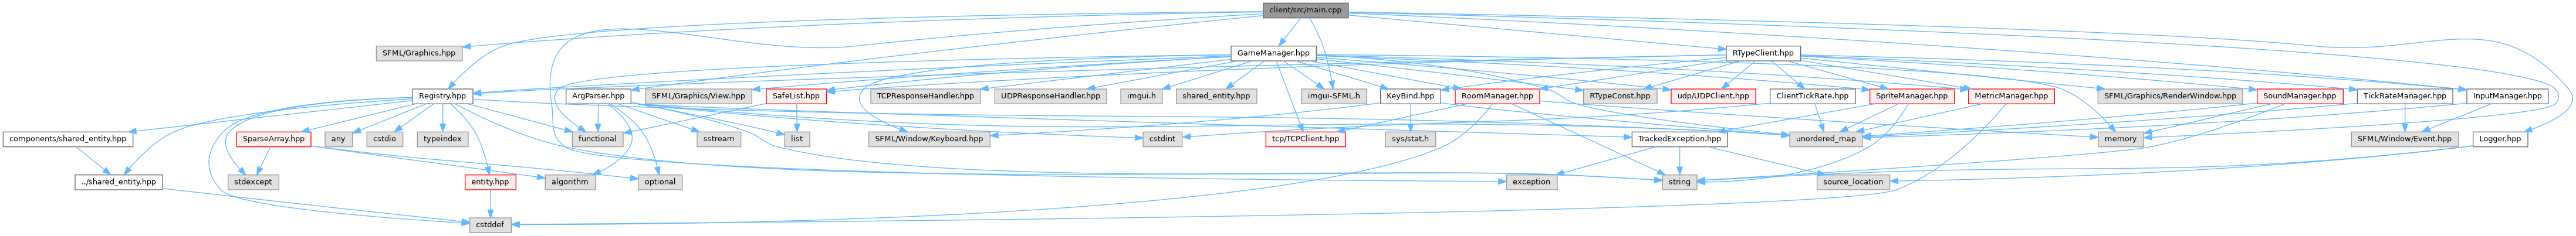 client/src/main.cpp
SFML/Graphics.hpp
GameManager.hpp
RTypeClient.hpp
Registry.hpp
ArgParser.hpp
SFML/Graphics/View.hpp
SafeList.hpp
TCPResponseHandler.hpp
UDPResponseHandler.hpp
imgui.h
shared_entity.hpp
imgui-SFML.h
KeyBind.hpp
RoomManager.hpp
RTypeConst.hpp
udp/UDPClient.hpp
ClientTickRate.hpp
SpriteManager.hpp
MetricManager.hpp
SFML/Graphics/RenderWindow.hpp
SoundManager.hpp
TickRateManager.hpp
InputManager.hpp
components/shared_entity.hpp
SparseArray.hpp
any
cstdio
typeindex
functional
sstream
list
SFML/Window/Keyboard.hpp
cstdint
tcp/TCPClient.hpp
sys/stat.h
TrackedException.hpp
unordered_map
memory
SFML/Window/Event.hpp
Logger.hpp
../shared_entity.hpp
stdexcept
entity.hpp
algorithm
optional
exception
string
source_location
cstddef